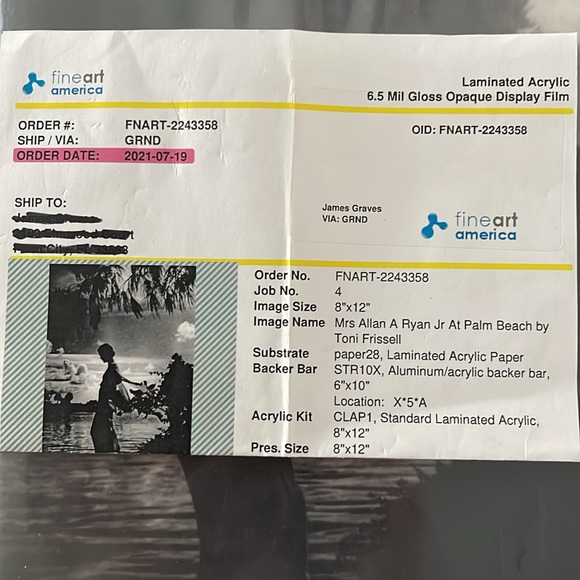 fineart
america
Laminated Acrylic
6.5 Mil Gloss Opaque Display Film
ORDER #: FNART-2243358
SHIP / VIA: GRND
ORDER DATE: 2021-07-19
OID: FNART-2243358
SHIP TO:
James Graves
VIA: GRND
fineart
america
Order No. FNART-2243358
Job No. 4
Image Size 8"x12"
Image Name Mrs Allan A Ryan Jr At Palm Beach by
Toni Frissell
Substrate paper28, Laminated Acrylic Paper
Backer Bar STR10X, Aluminum/acrylic backer bar,
6"x10"
Location: X*5*A
Acrylic Kit CLAP1, Standard Laminated Acrylic,
8"x12"
Pres. Size 8"x12"